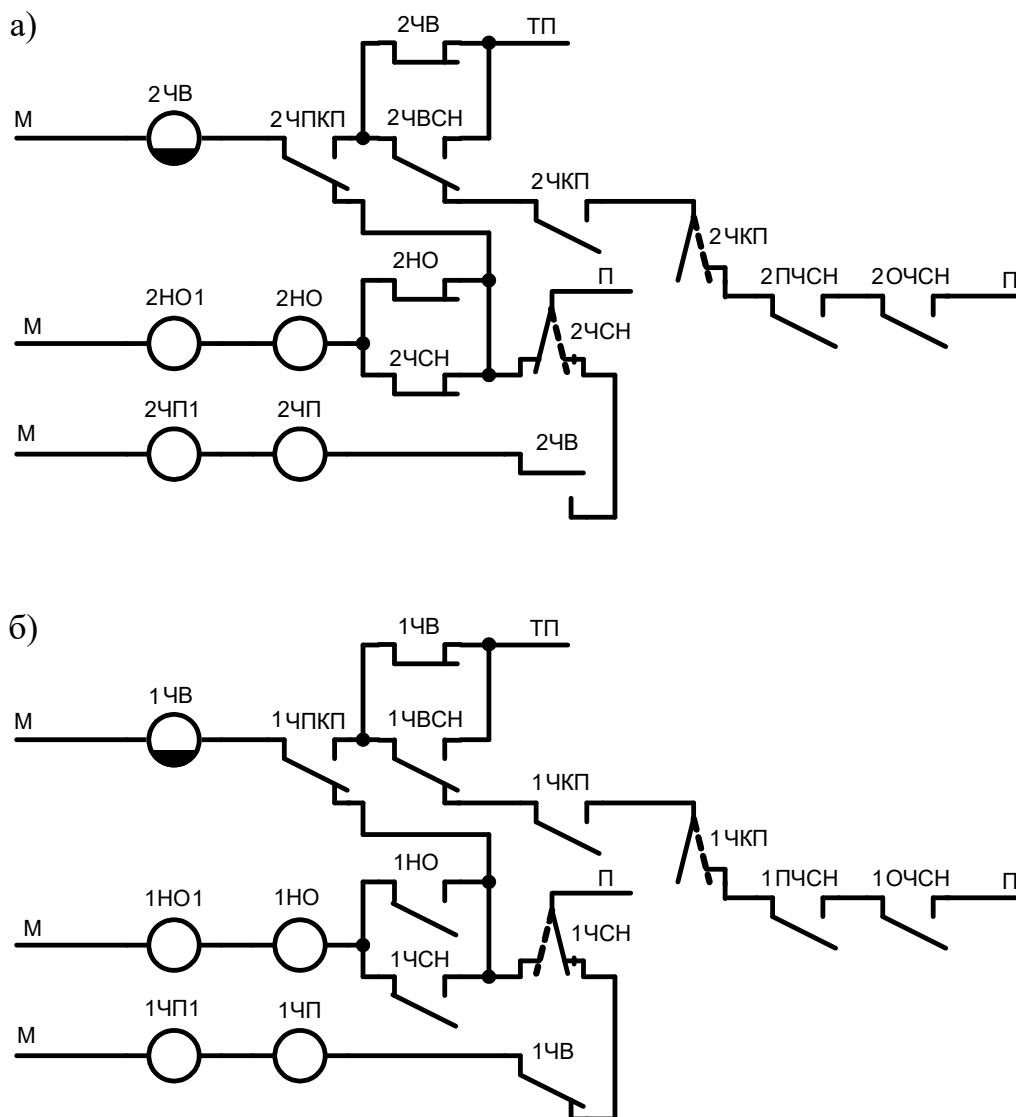 а)
2ЧВ
ТП
2ЧВ
М
2ЧПКП
2ЧВСН
2ЧКП
2ЧКП
2НО
П
2ПЧСН
2ОЧСН
П
2НО1
2НО
2ЧСН
М
2ЧСН
2ЧП1
2ЧП
2ЧВ
М
б)
1ЧВ
ТП
1ЧВ
М
1ЧПКП
1ЧВСН
1ЧКП
1ЧКП
1НО
П
1ПЧСН
1ОЧСН
П
1НО1
1НО
1ЧСН
М
1ЧСН
1ЧП1
1ЧП
1ЧВ
М